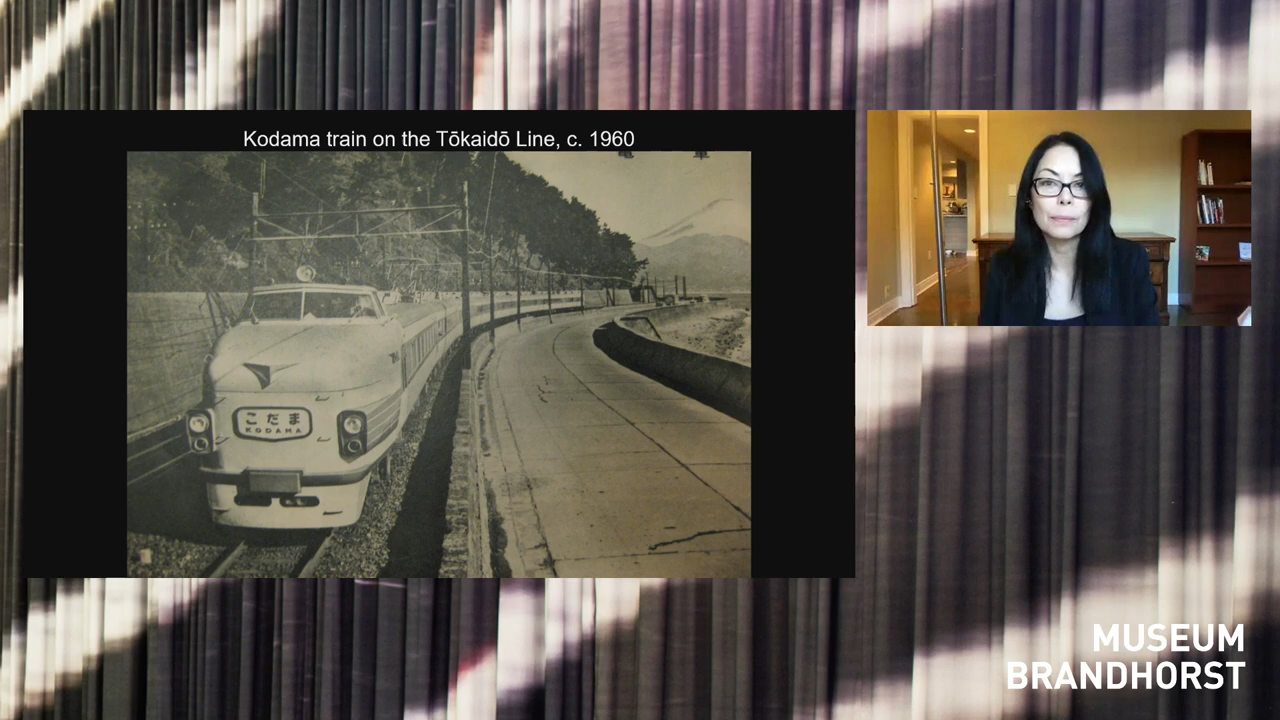 Kodama train on the Tōkaidō Line, c. 1960
こだま
KODAMA
MUSEUM
BRANDHORST